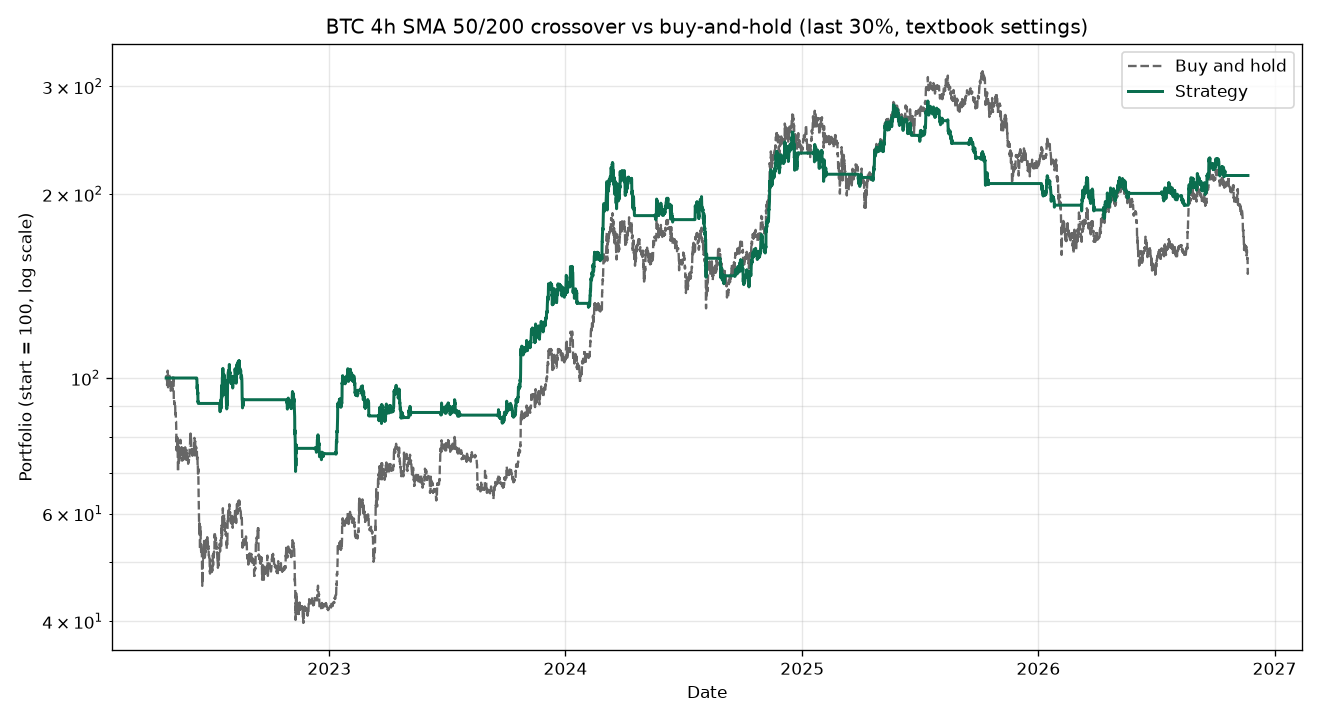 BTC 4h SMA 50/200 crossover vs buy-and-hold (last 30%, textbook settings)
Buy and hold
Strategy
Portfolio (start = 100, log scale)
3 × 10²
2 × 10²
10²
6 × 10¹
4 × 10¹
2023
2024
2025
2026
2027
Date